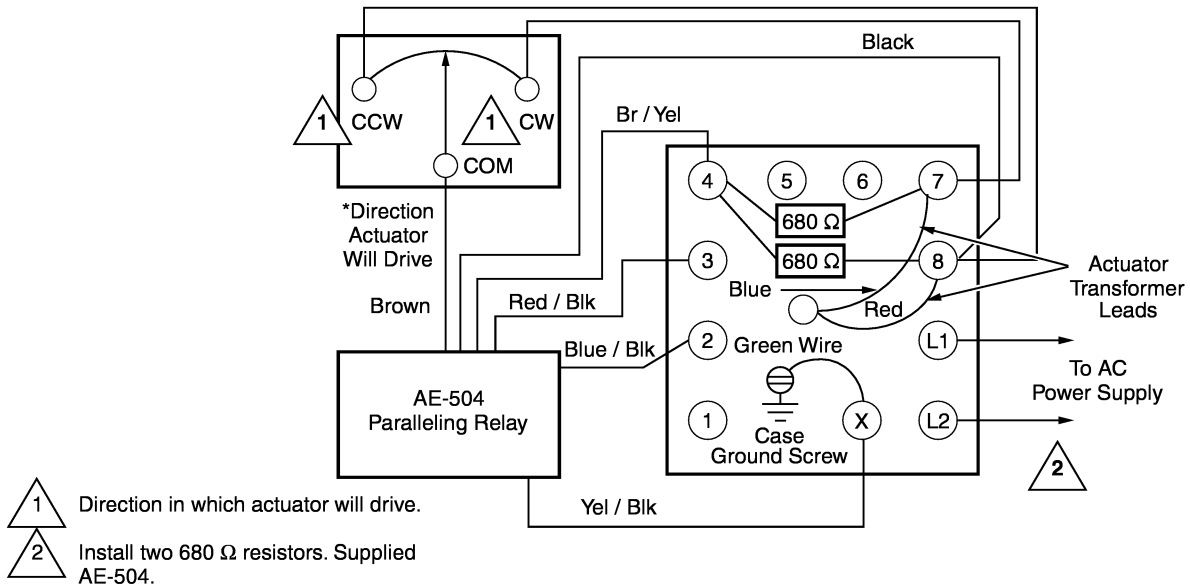 Black
Br / Yel
1
CCW
1
CW
COM
4
5
6
7
680 Ω
*Direction
Actuator
Will Drive
3
680 Ω
8
Actuator
Transformer
Leads
Blue
Red
Brown
Red / Blk
2
Green Wire
L1
Blue / Blk
To AC
Power Supply
AE-504
Paralleling Relay
1
X
L2
Case
Ground Screw
2
1
Direction in which actuator will drive.
Yel / Blk
2
Install two 680 Ω resistors. Supplied
AE-504.